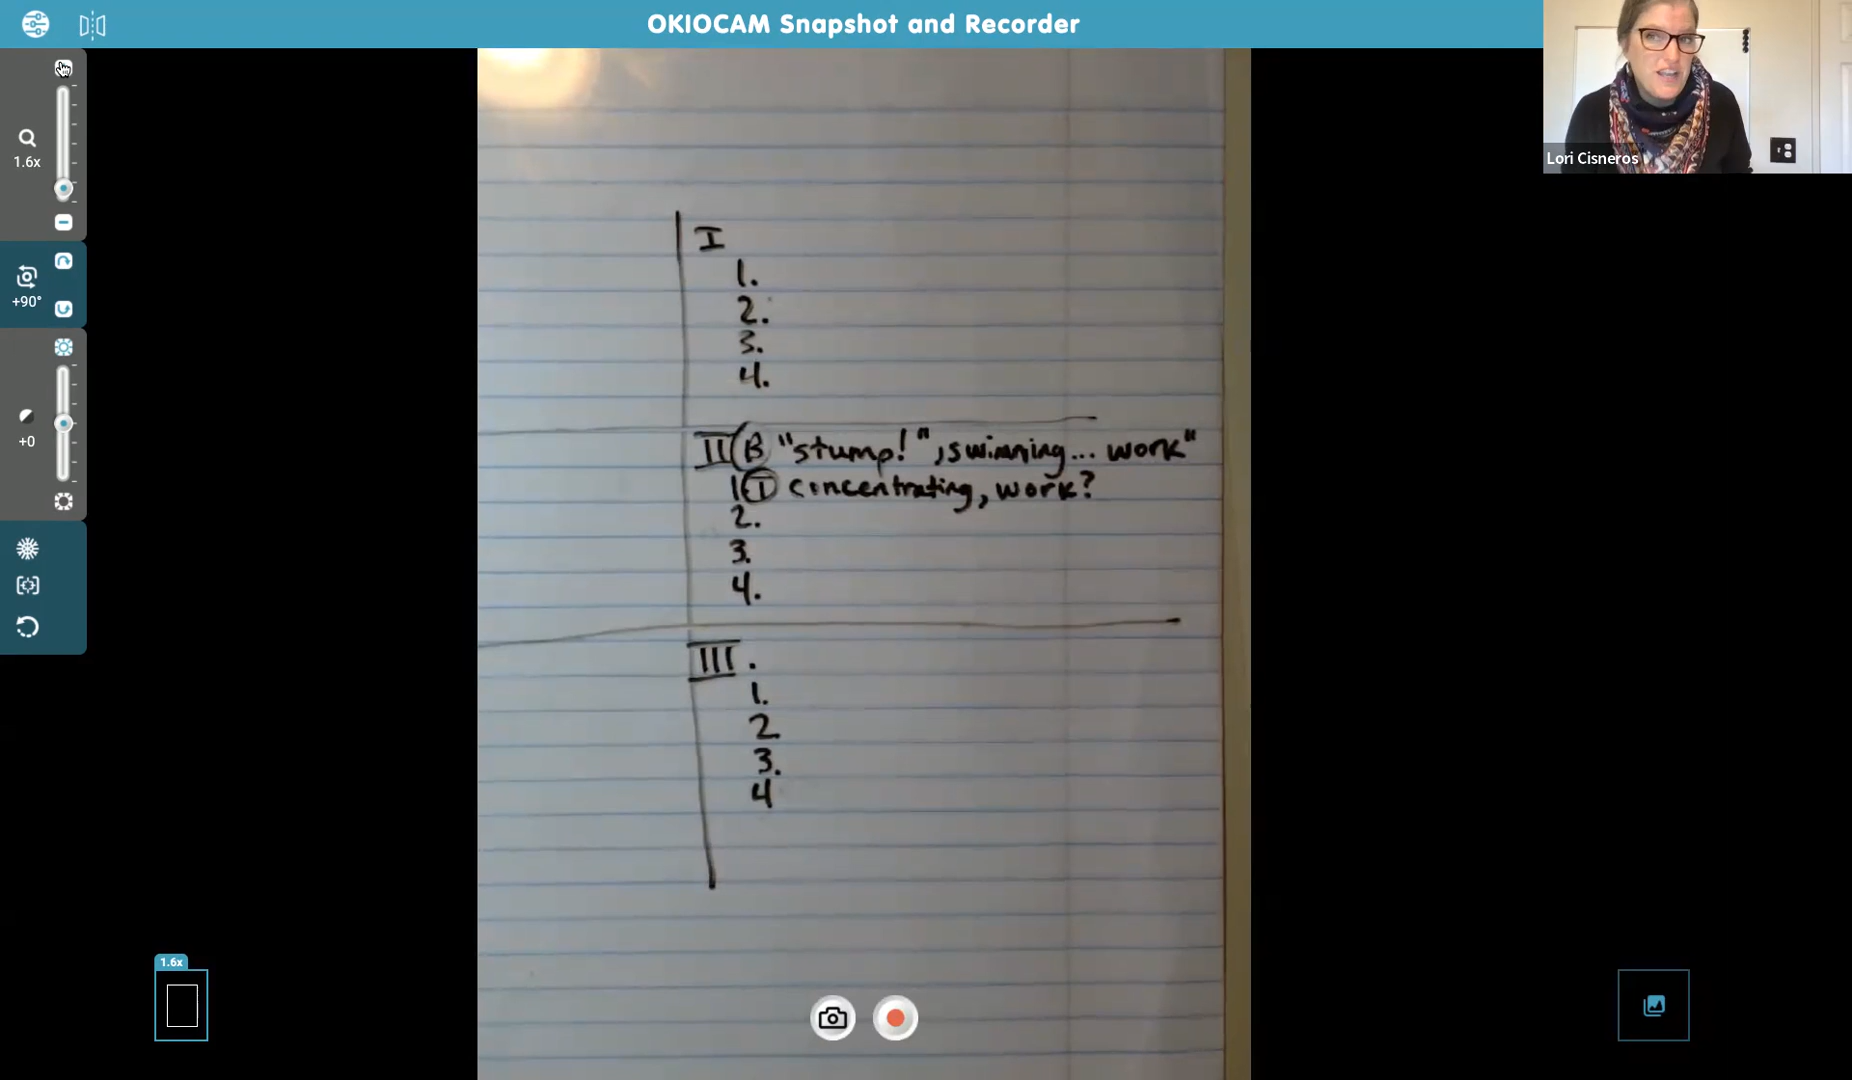 OKIOCAM Snapshot and Recorder
1.6x
+90°
+0
Lori Cisneros
I
1.
2.
3.
4.
II B "stump!", swimming... work"
1 concentrating, work?
2.
3.
4.
III.
1.
2
3.
4
1.6x